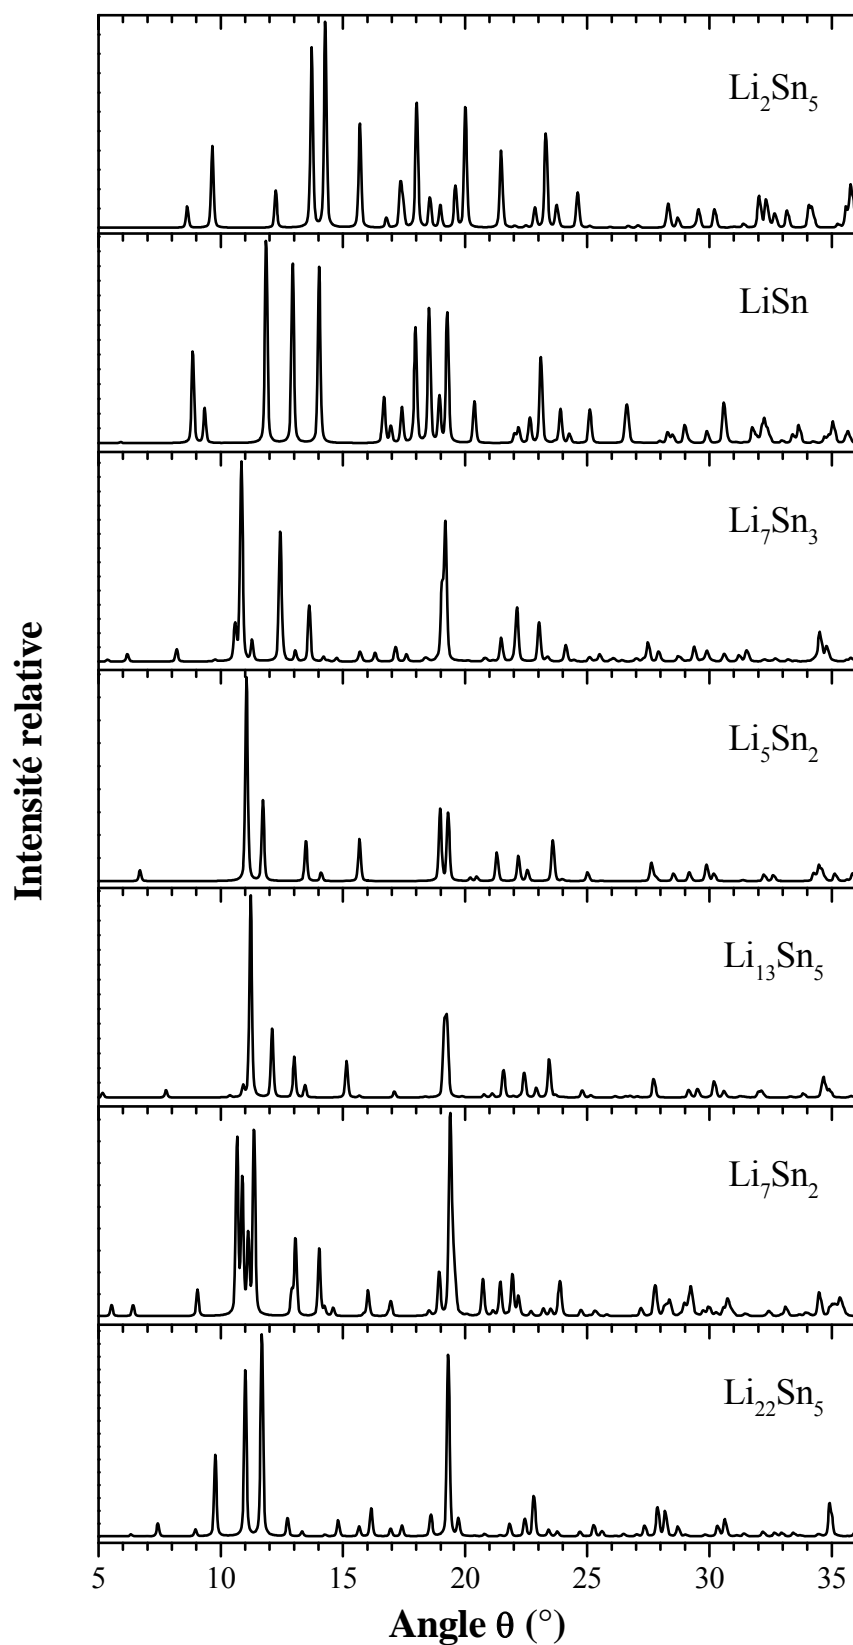 Li₂Sn₅
LiSn
Li₇Sn₃
Li₅Sn₂
Li₁₃Sn₅
Li₇Sn₂
Li₂₂Sn₅
Intensité relative
5 10 15 20 25 30 35
Angle θ (°)